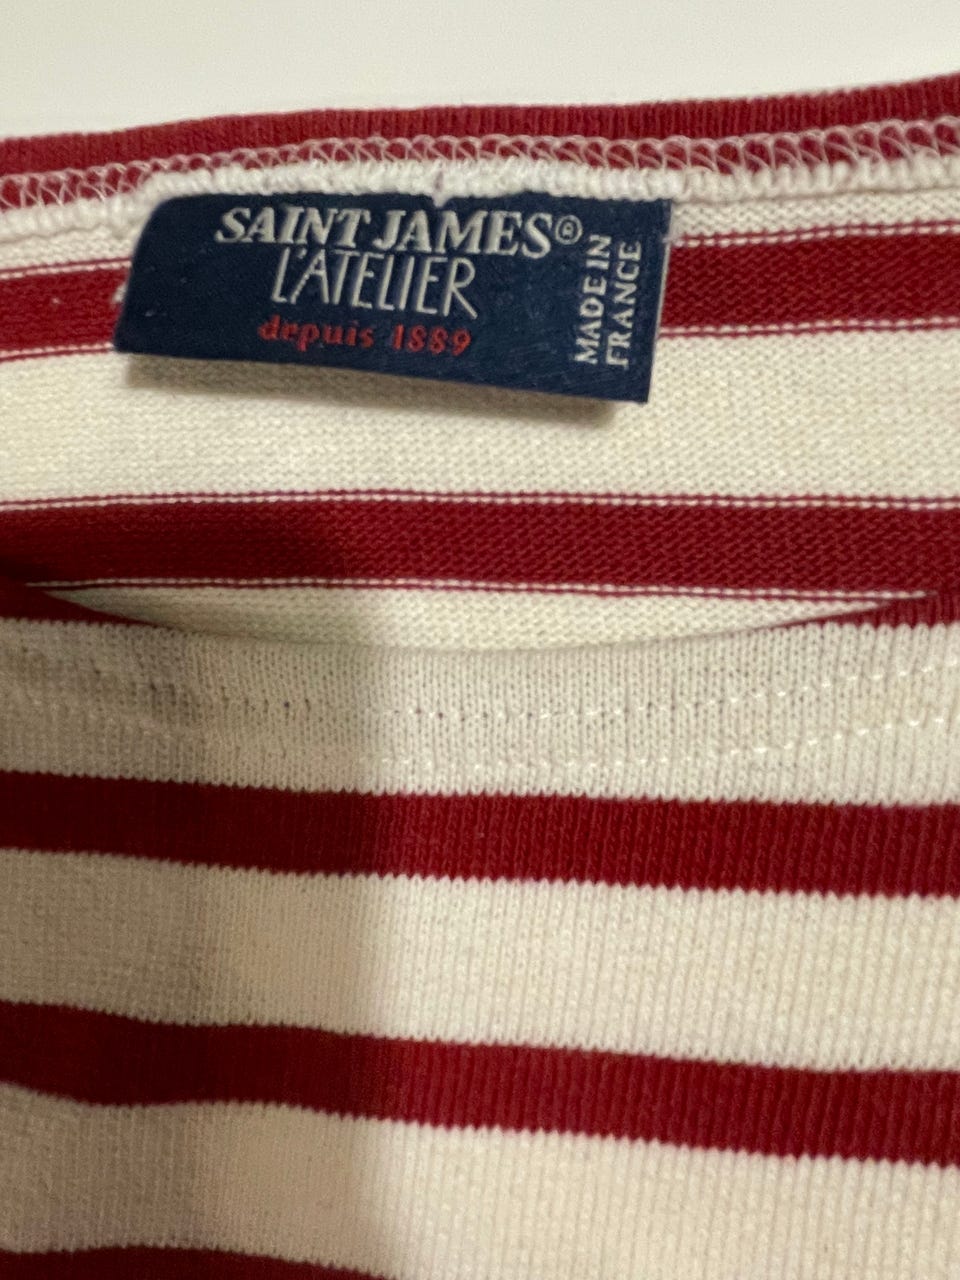 SAINT JAMES®
L'ATELIER
depuis 1889
MADE IN
FRANCE